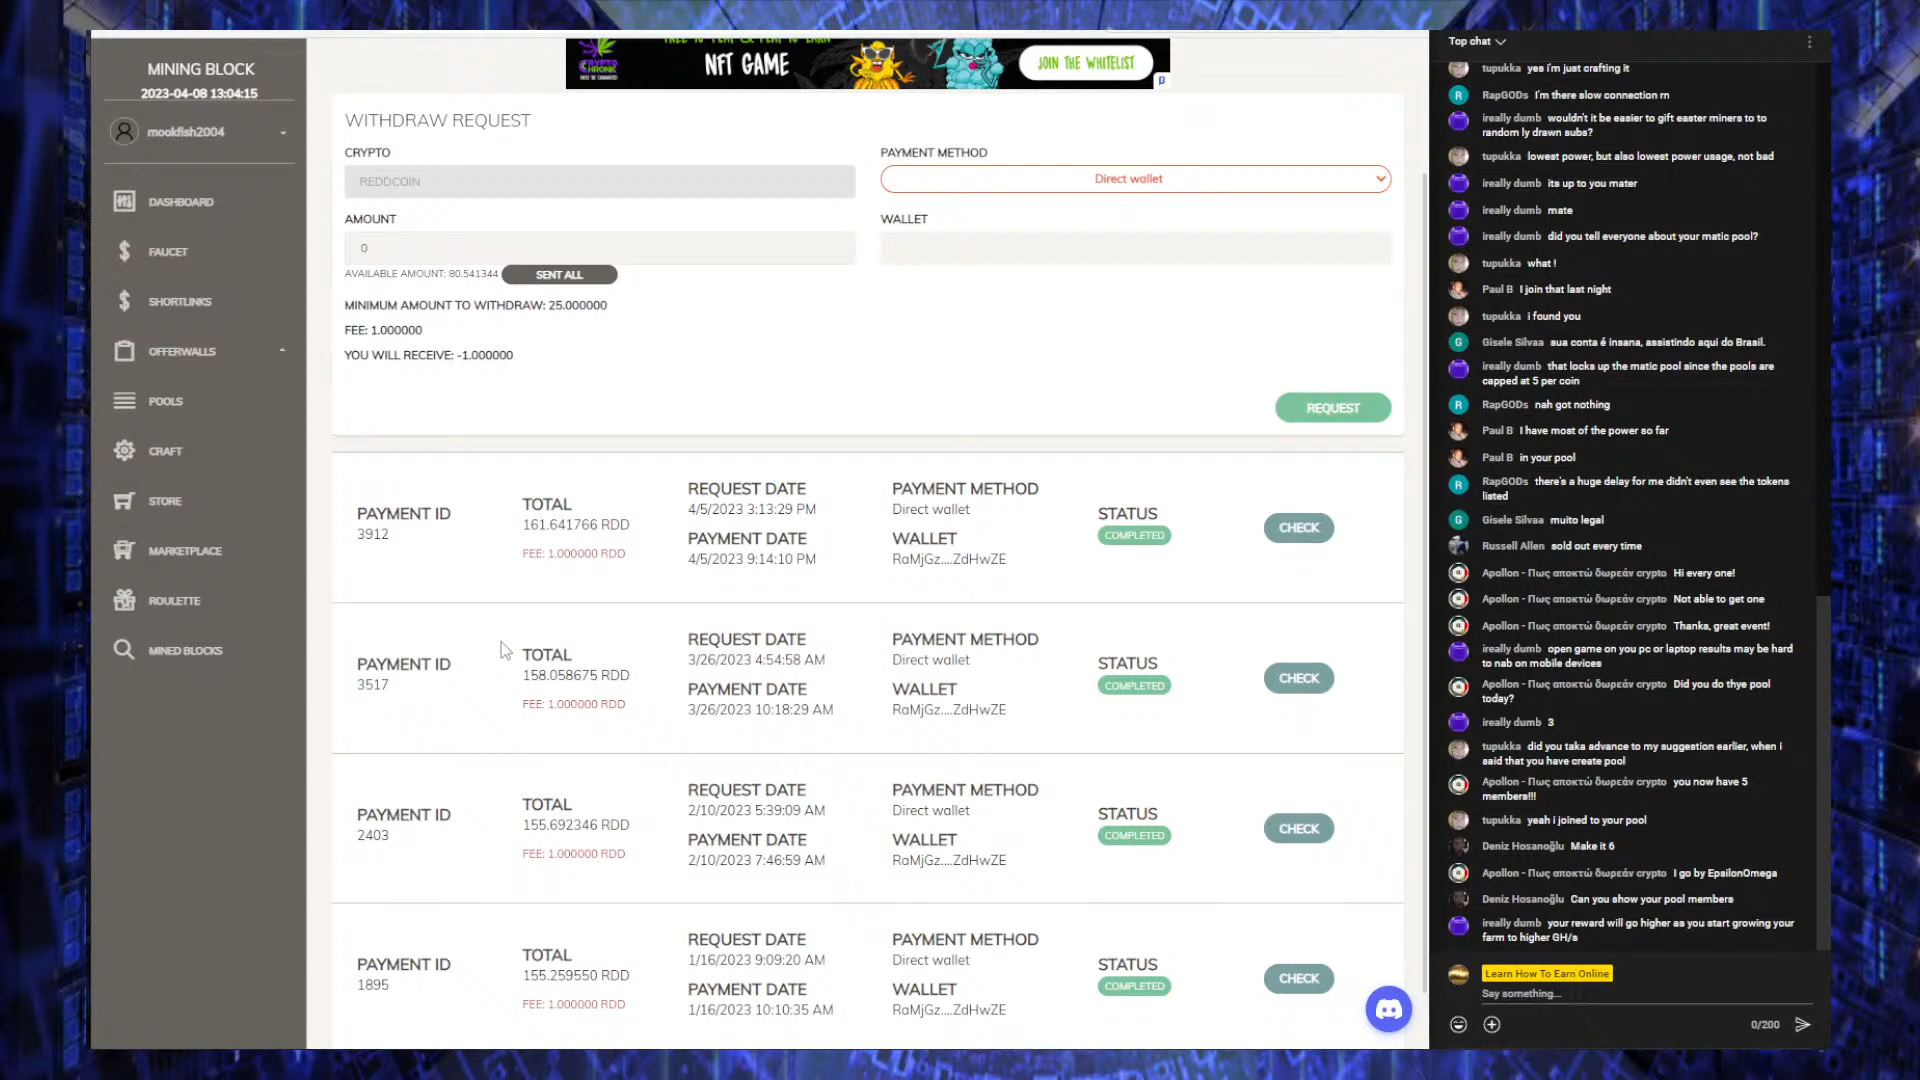 MINING BLOCK
2023-04-08 13:04:15
mookfish2004
DASHBOARD
FAUCET
SHORTLINKS
OFFERWALLS
POOLS
CRAFT
STORE
MARKETPLACE
ROULETTE
MINED BLOCKS
CRYPTO
CHRONIC
FREE TO PLAY & PLAY TO EARN
NFT GAME
JOIN THE WHITELIST
WITHDRAW REQUEST
CRYPTO
REDDCOIN
PAYMENT METHOD
Direct wallet
AMOUNT
0
WALLET
AVAILABLE AMOUNT: 80.541344 SENT ALL
MINIMUM AMOUNT TO WITHDRAW: 25.000000
FEE: 1.000000
YOU WILL RECEIVE: -1.000000
REQUEST
PAYMENT ID
3912
TOTAL
161.641766 RDD
FEE: 1.000000 RDD
REQUEST DATE
4/5/2023 3:13:29 PM
PAYMENT DATE
4/5/2023 9:14:10 PM
PAYMENT METHOD
Direct wallet
WALLET
RaMjGz....ZdHwZE
STATUS
COMPLETED
CHECK
PAYMENT ID
3517
TOTAL
158.058675 RDD
FEE: 1.000000 RDD
REQUEST DATE
3/26/2023 4:54:58 AM
PAYMENT DATE
3/26/2023 10:18:29 AM
PAYMENT METHOD
Direct wallet
WALLET
RaMjGz....ZdHwZE
STATUS
COMPLETED
CHECK
PAYMENT ID
2403
TOTAL
155.692346 RDD
FEE: 1.000000 RDD
REQUEST DATE
2/10/2023 5:39:09 AM
PAYMENT DATE
2/10/2023 7:46:59 AM
PAYMENT METHOD
Direct wallet
WALLET
RaMjGz....ZdHwZE
STATUS
COMPLETED
CHECK
PAYMENT ID
1895
TOTAL
155.259550 RDD
FEE: 1.000000 RDD
REQUEST DATE
1/16/2023 9:09:20 AM
PAYMENT DATE
1/16/2023 10:10:35 AM
PAYMENT METHOD
Direct wallet
WALLET
RaMjGz....ZdHwZE
STATUS
COMPLETED
CHECK
Top chat
tupukka yes i'm just crafting it
R RapGODs I'm there slow connection rn
ireally dumb wouldn't it be easier to gift easter miners to to
random ly drawn subs?
tupukka lowest power, but also lowest power usage, not bad
ireally dumb its up to you mater
ireally dumb mate
ireally dumb did you tell everyone about your matic pool?
tupukka what !
Paul B I join that last night
tupukka i found you
G Gisele Silvaa sua conta é insana, assistindo aqui do Brasil.
ireally dumb that locks up the matic pool since the pools are
capped at 5 per coin
R RapGODs nah got nothing
Paul B I have most of the power so far
Paul B in your pool
R RapGODs there's a huge delay for me didn't even see the tokens
listed
G Gisele Silvaa muito legal
Russell Allen sold out every time
Apollon - Πως αποκτώ δωρεάν crypto Hi every one!
Apollon - Πως αποκτώ δωρεάν crypto Not able to get one
Apollon - Πως αποκτώ δωρεάν crypto Thanks, great event!
ireally dumb open game on you pc or laptop results may be hard
to nab on mobile devices
Apollon - Πως αποκτώ δωρεάν crypto Did you do thye pool
today?
ireally dumb 3
tupukka did you taka advance to my suggestion earlier, when i
said that you have create pool
Apollon - Πως αποκτώ δωρεάν crypto you now have 5
members!!!
tupukka yeah i joined to your pool
Deniz Hosanoğlu Make it 6
Apollon - Πως αποκτώ δωρεάν crypto I go by EpsilonOmega
Deniz Hosanoğlu Can you show your pool members
ireally dumb your reward will go higher as you start growing your
farm to higher GH/s
Learn How To Earn Online
Say something...
0/200